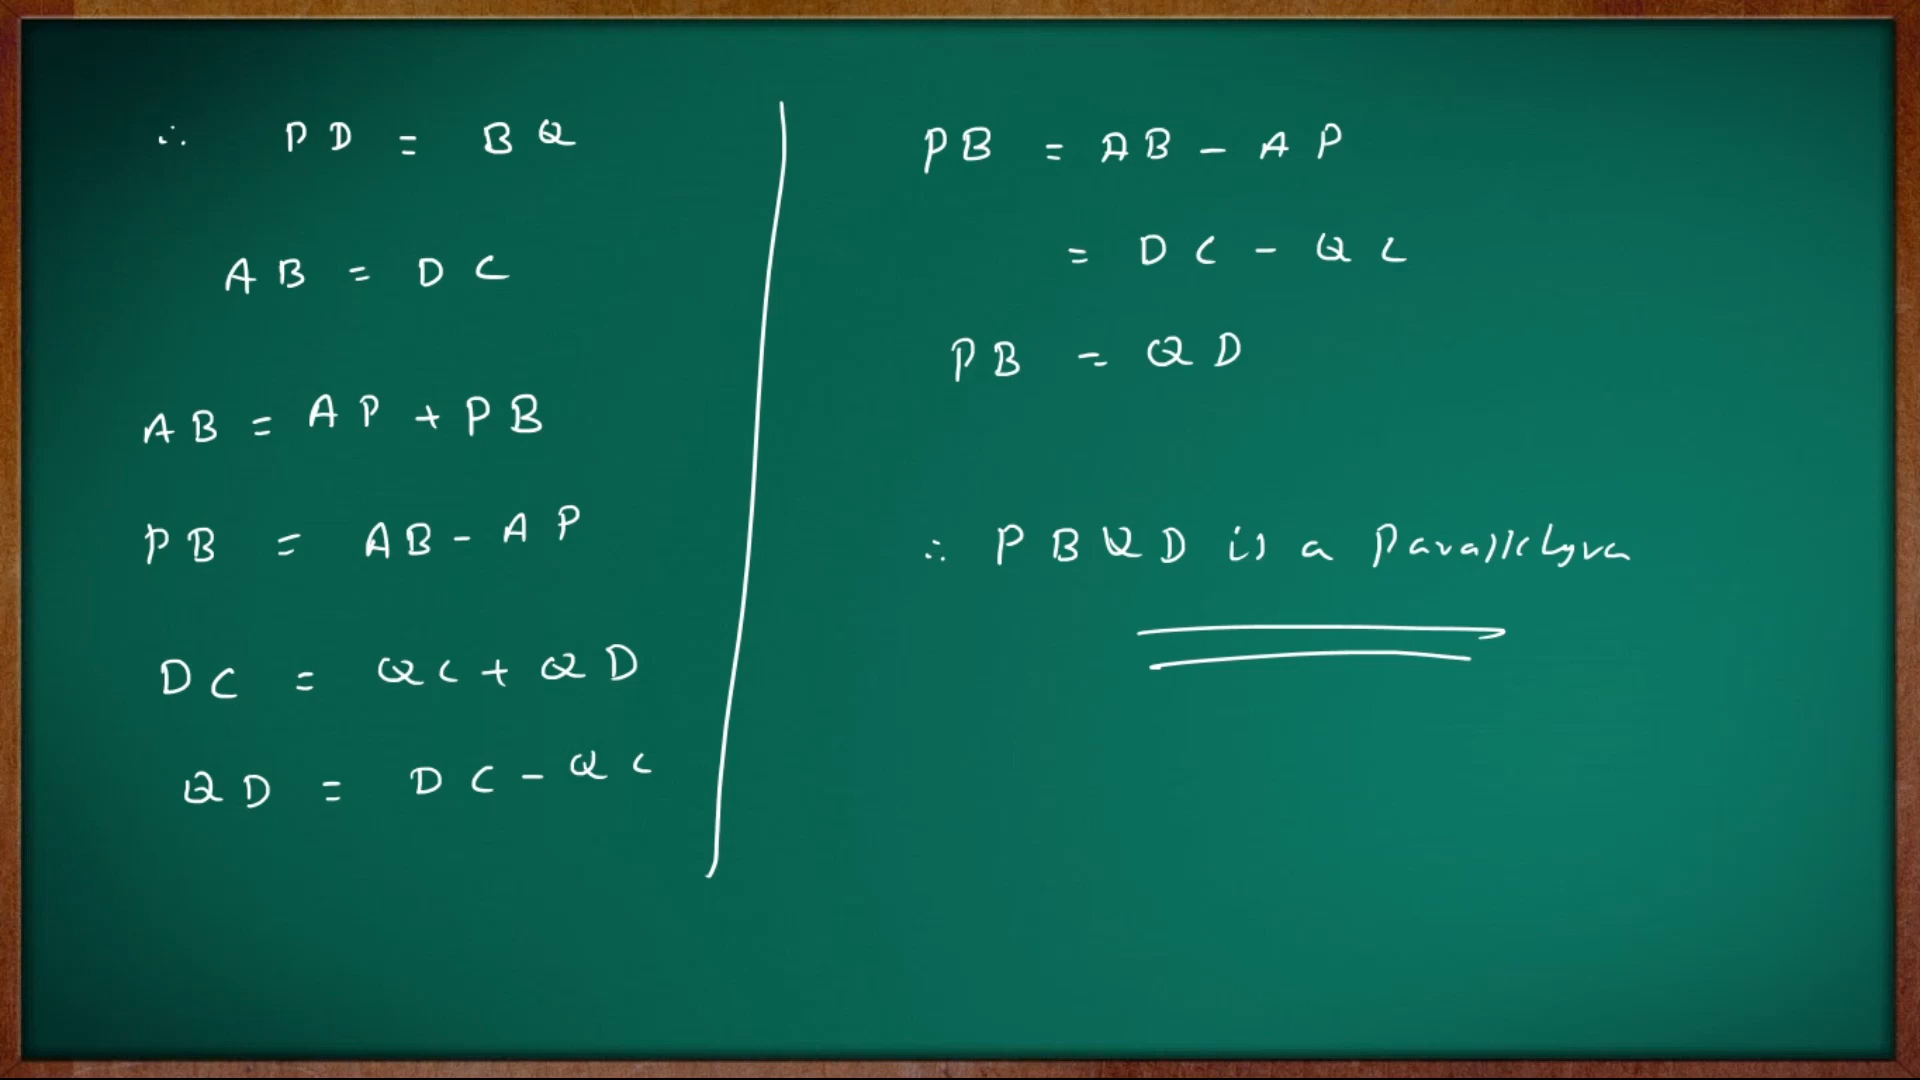 ∴ PD = BQ
AB = DC
AB = AP + PB
PB = AB - AP
DC = QC + QD
QD = DC - QC
PB = AB - AP
= DC - QC
PB = QD
∴ PBQD is a Parallelgra